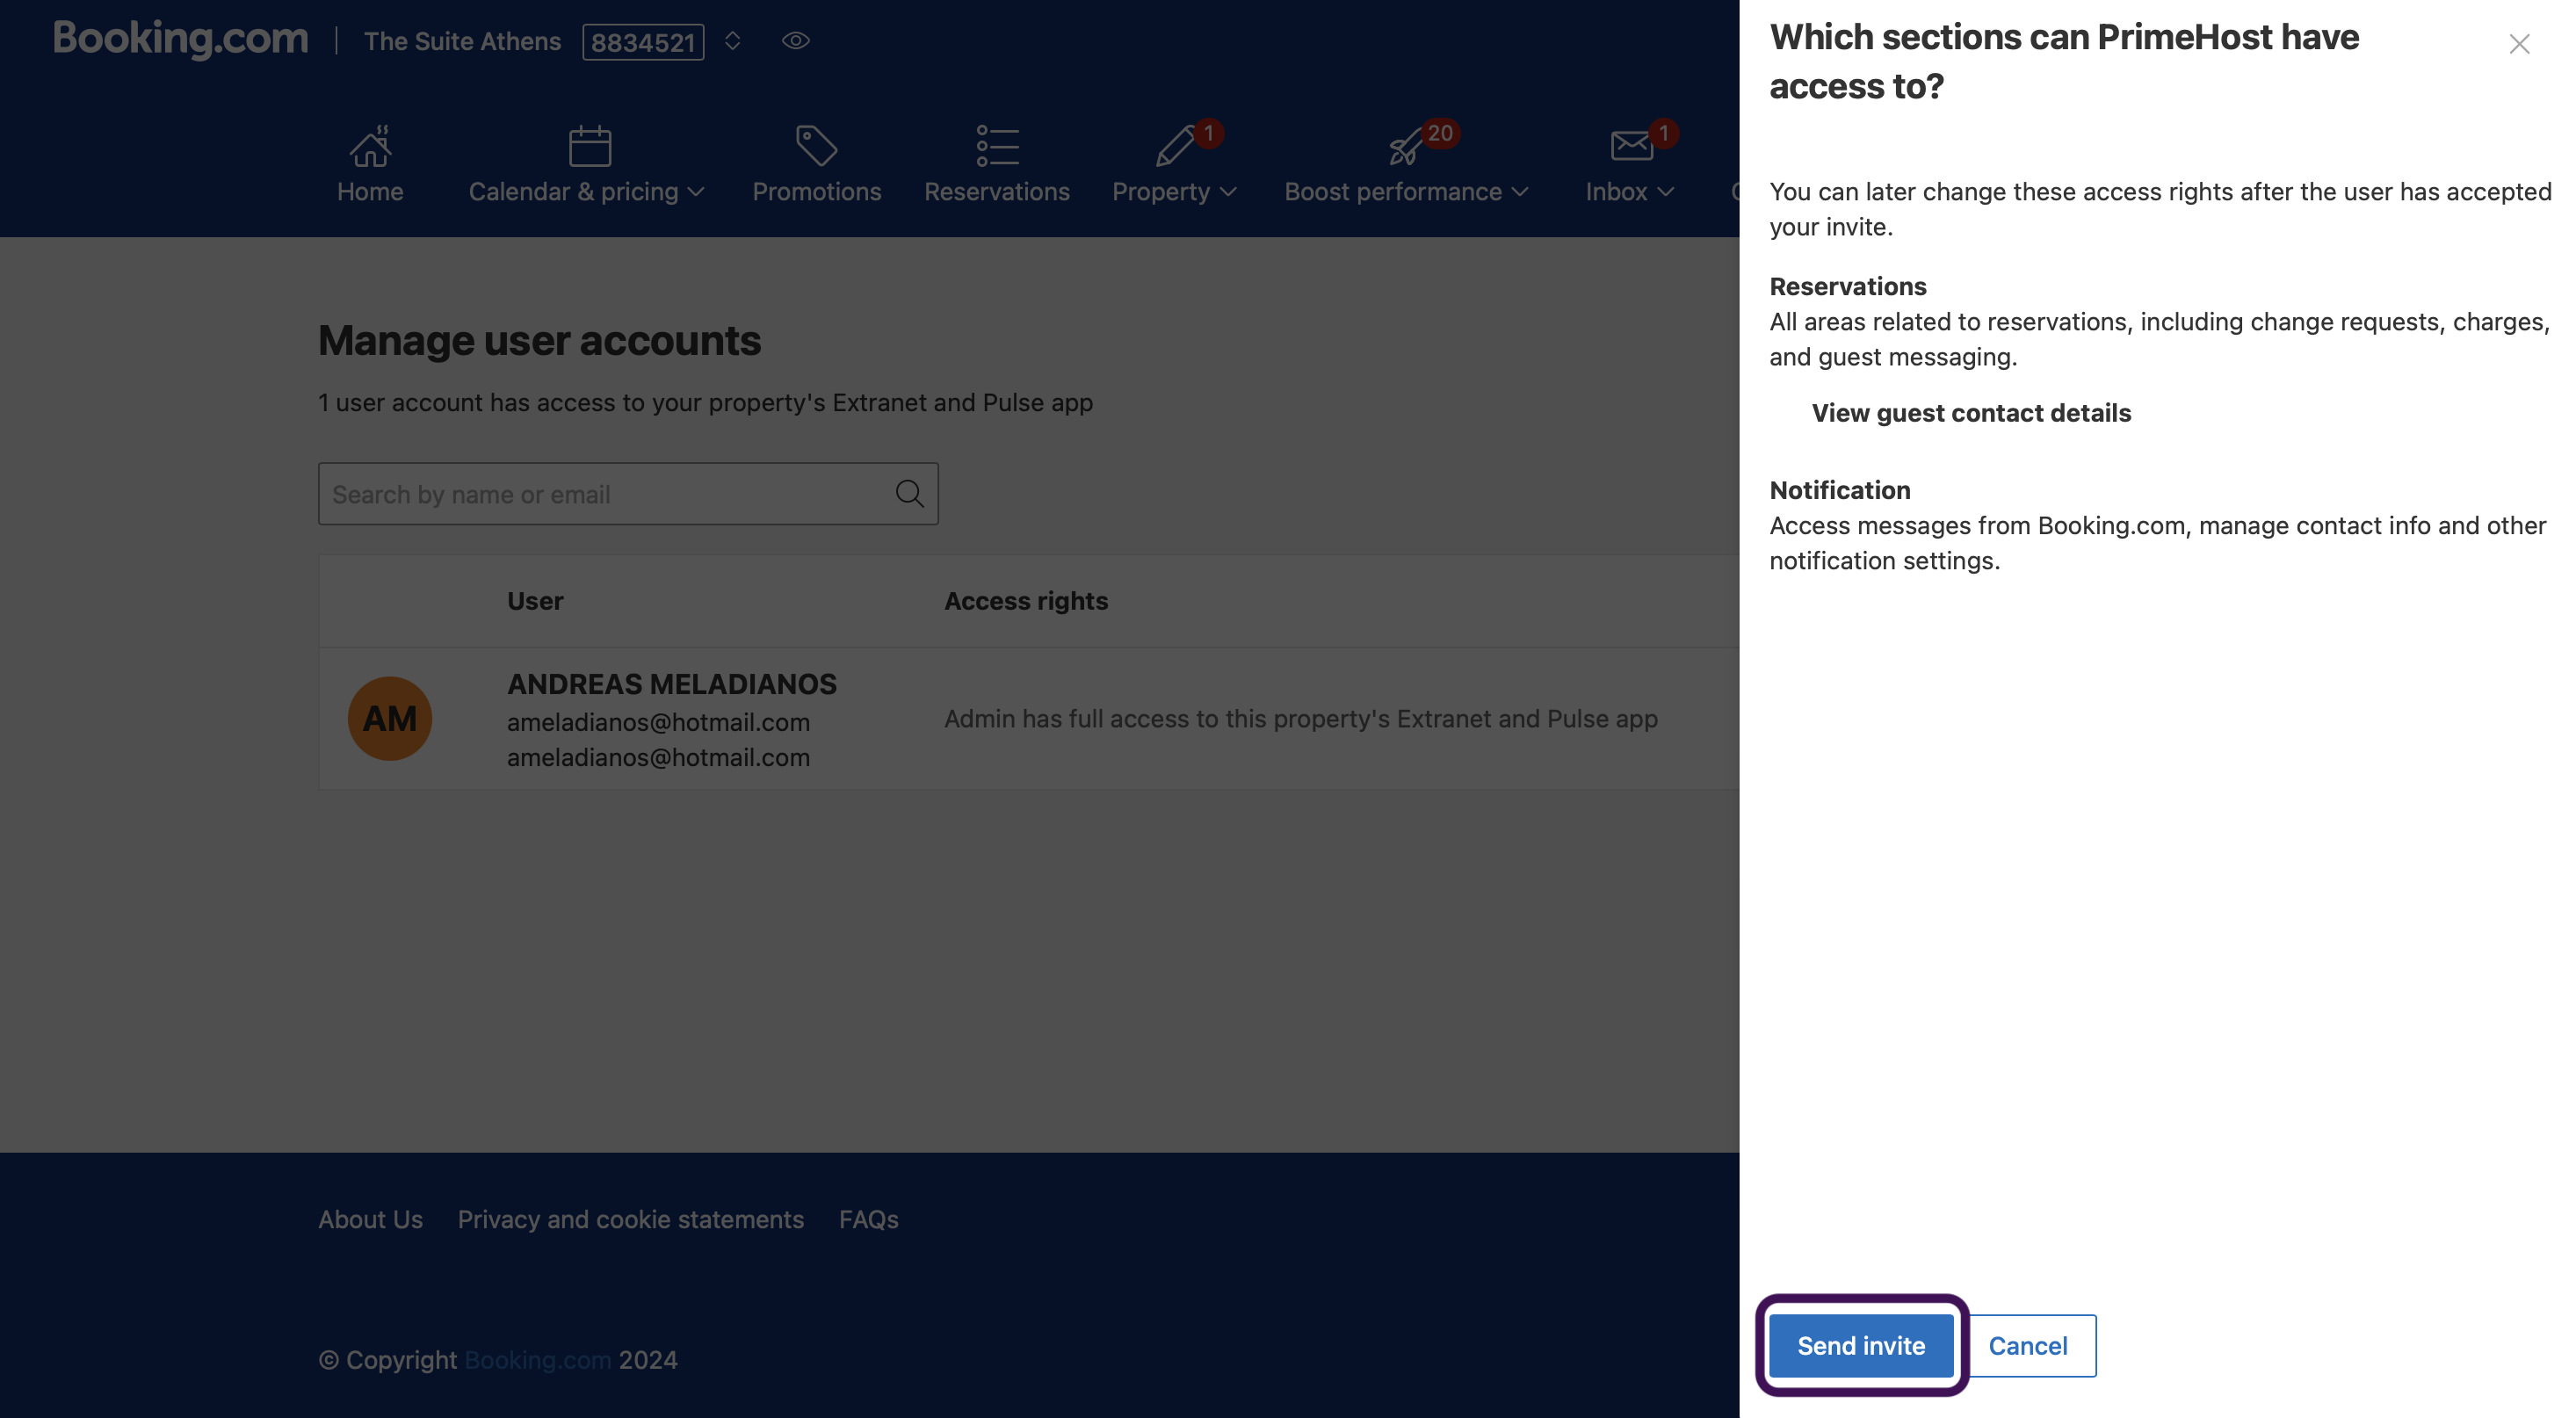 Booking.com
The Suite Athens 8834521
Home
Calendar & pricing
Promotions
Reservations
1
Property
20
Boost performance
1
Inbox
Manage user accounts
1 user account has access to your property's Extranet and Pulse app
Search by name or email
User Access rights
AM
ANDREAS MELADIANOS
ameladianos@hotmail.com
ameladianos@hotmail.com
Admin has full access to this property's Extranet and Pulse app
About Us Privacy and cookie statements FAQs
© Copyright Booking.com 2024
Which sections can PrimeHost have
access to?
You can later change these access rights after the user has accepted
your invite.
Reservations
All areas related to reservations, including change requests, charges,
and guest messaging.
View guest contact details
Notification
Access messages from Booking.com, manage contact info and other
notification settings.
Send invite Cancel